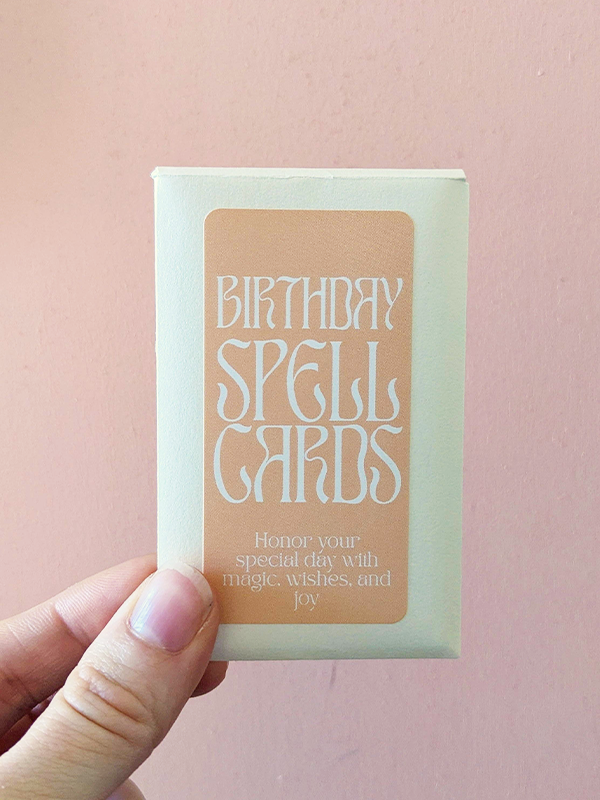 BIRTHDAY
SPELL
CARDS
Honor your
special day with
magic, wishes, and
joy